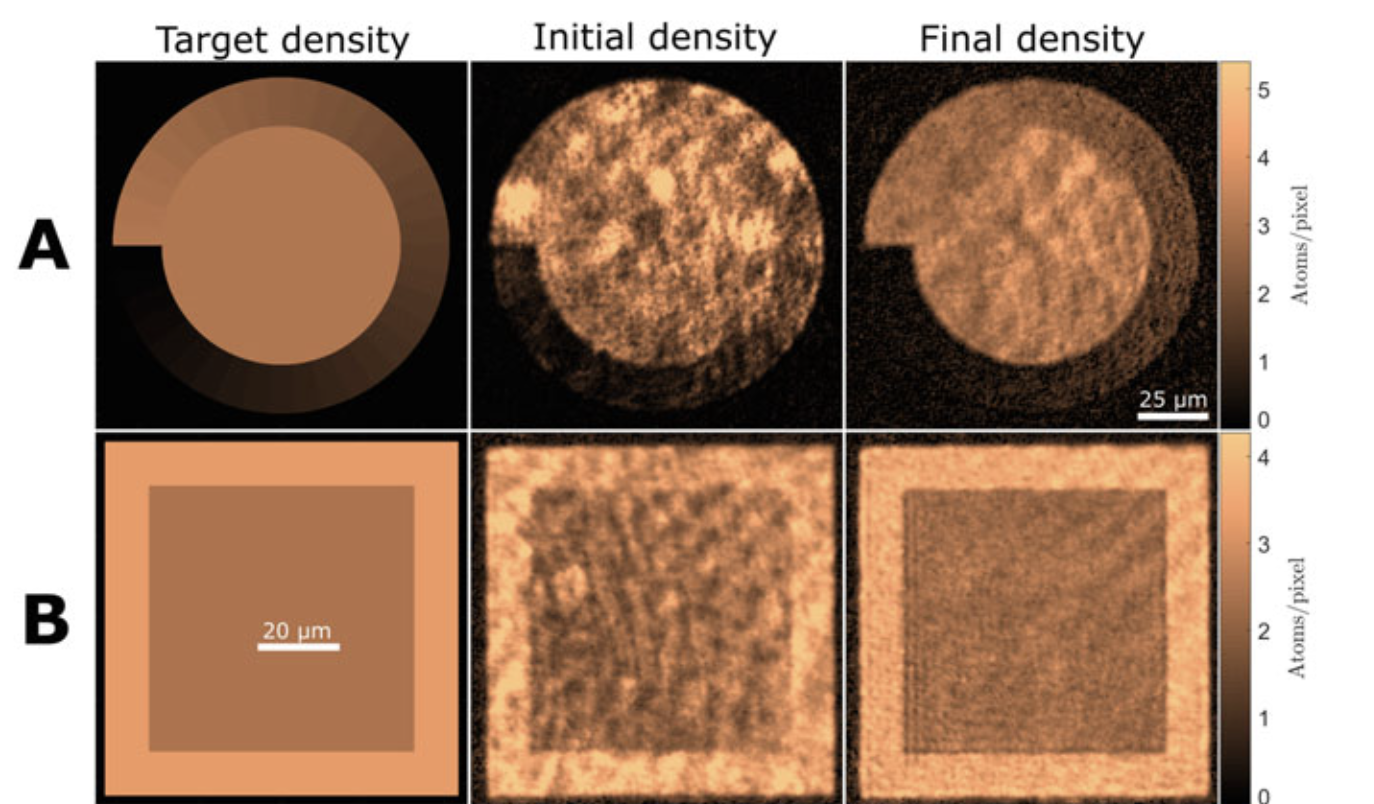 Target density Initial density Final density
A
5
4
3
2
1
0
Atoms/pixel
25 µm
B
20 µm
4
3
2
1
0
Atoms/pixel